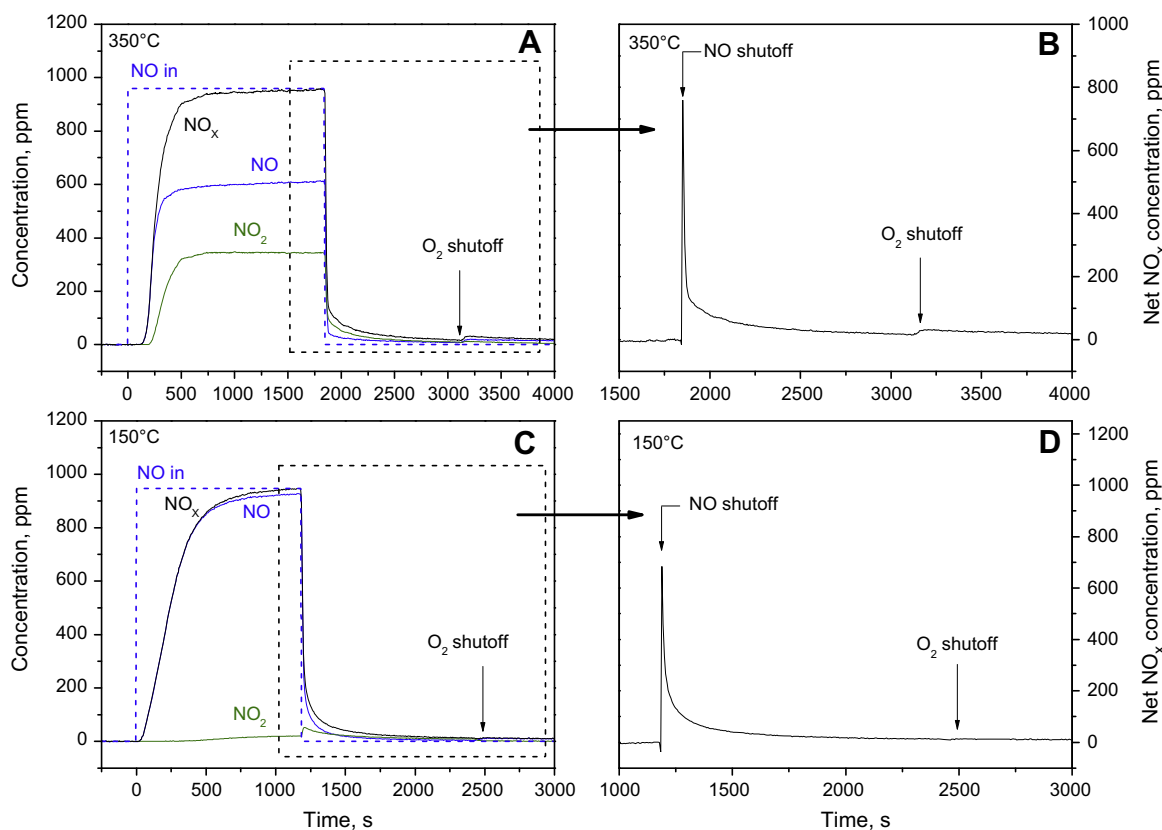 350°C
A
NO in
NOX
NO
NO2
O2 shutoff
Concentration, ppm
1200
1000
800
600
400
200
0
0 500 1000 1500 2000 2500 3000 3500 4000
350°C
B
NO shutoff
O2 shutoff
Net NOx concentration, ppm
1000
800
600
400
200
0
1500 2000 2500 3000 3500 4000
150°C
C
NO in
NOX
NO
NO2
O2 shutoff
Concentration, ppm
1200
1000
800
600
400
200
0
0 500 1000 1500 2000 2500 3000
Time, s
150°C
D
NO shutoff
O2 shutoff
Net NOx concentration, ppm
1200
1000
800
600
400
200
0
1000 1500 2000 2500 3000
Time, s